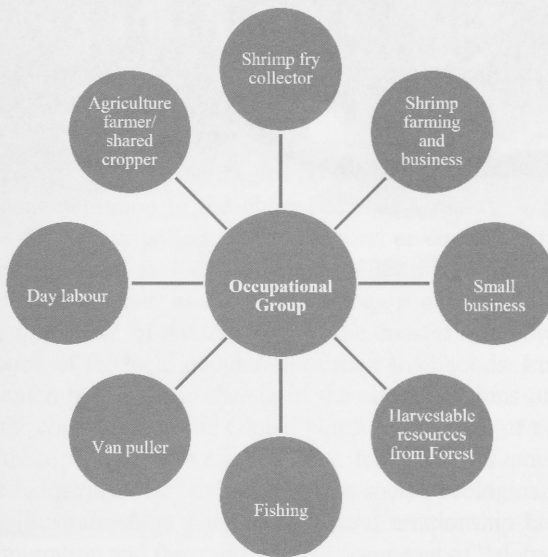 Shrimp fry
collector
Shrimp
farming
and
business
Small
business
Harvestable
resources
from Forest
Fishing
Van puller
Day labour
Agriculture
farmer/
shared
cropper
Occupational
Group